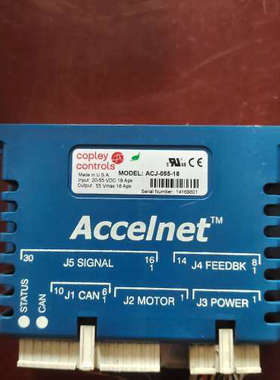 copley
controls
Made in U.S.A.
MODEL: ACJ-055-18
Input: 20-55 VDC 18 Apk
Output: 55 Vmax 18 Apk
Serial Number: 14169801
Accelnet™
30 16 14 8
J5 SIGNAL J4 FEEDBK
1 1
STATUS
CAN
10 J1 CAN 6 J2 MOTOR J3 POWER
1 1 1